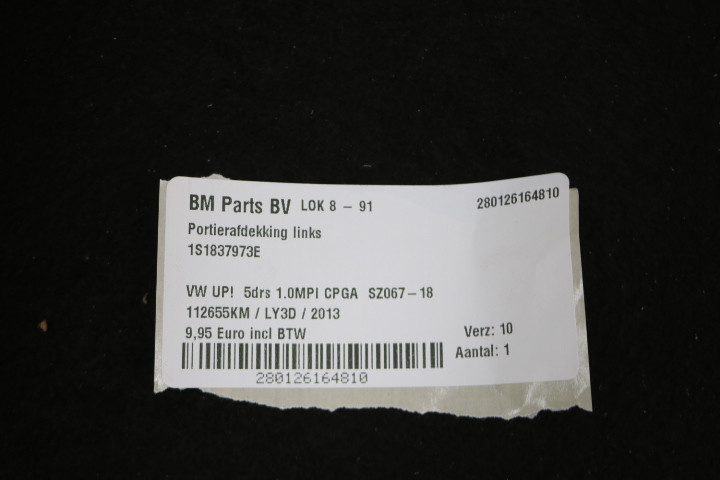 BM Parts BV LOK 8 - 91 280126164810
Portierafdekking links
1S1837973E
VW UP! 5drs 1.0MPI CPGA SZ067-18
112655KM / LY3D / 2013
9,95 Euro incl BTW Verz: 10
Aantal: 1
280126164810